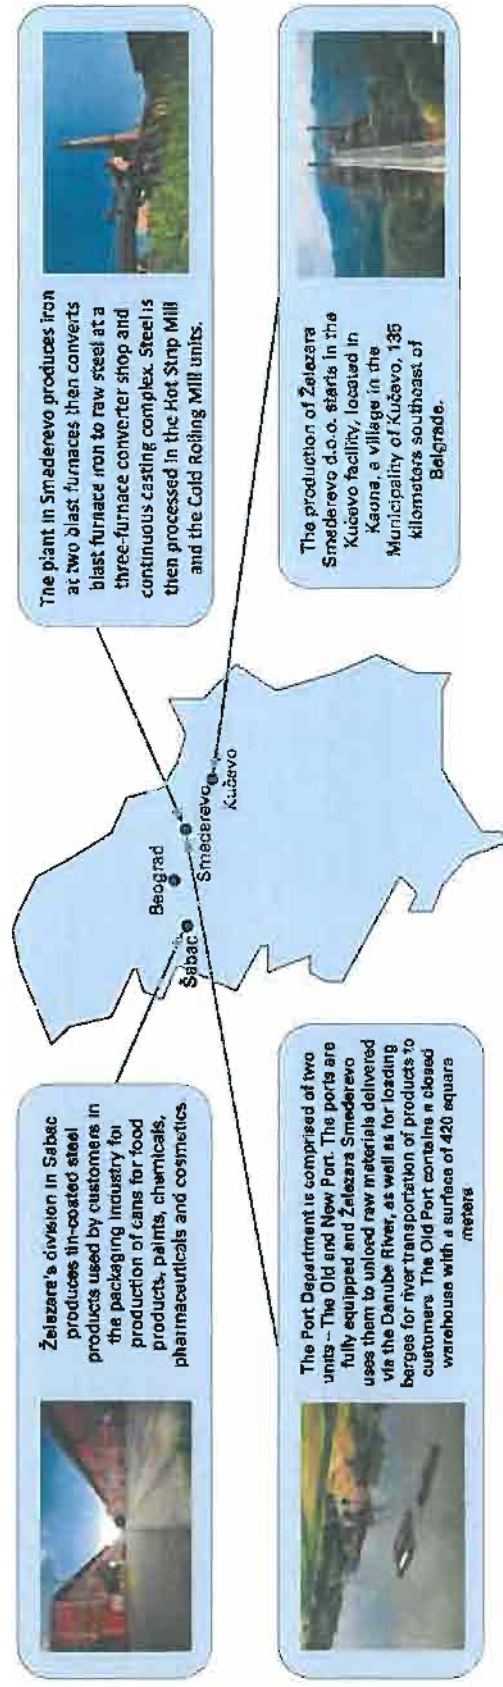 Železara's division in Sabac
produces tin-coated steel
products used by customers in
the packaging industry for
production of cans for food
products, paints, chemicals,
pharmaceuticals and cosmetics
The plant in Smederevo produces iron
at two blast furnaces then converts
blast furnace iron to raw steel at a
three-furnace converter shop and
continuous casting complex. Steel is
then processed in the Hot Strip Mill
and the Cold Rolling Mill units.
Beograd
Šabac
Smederevo
Kučevo
The Port Department is comprised of two
units – The Old and New Port. The ports are
fully equipped and Železara Smederevo
uses them to unload raw materials delivered
via the Danube River, as well as for loading
barges for river transportation of products to
customers. The Old Port contains a closed
warehouse with a surface of 420 square
meters
The production of Železara
Smederevo d.o.o. starts in the
Kučevo facility, located in
Kaona, a village in the
Municipality of Kučevo, 135
kilometers southeast of
Belgrade.